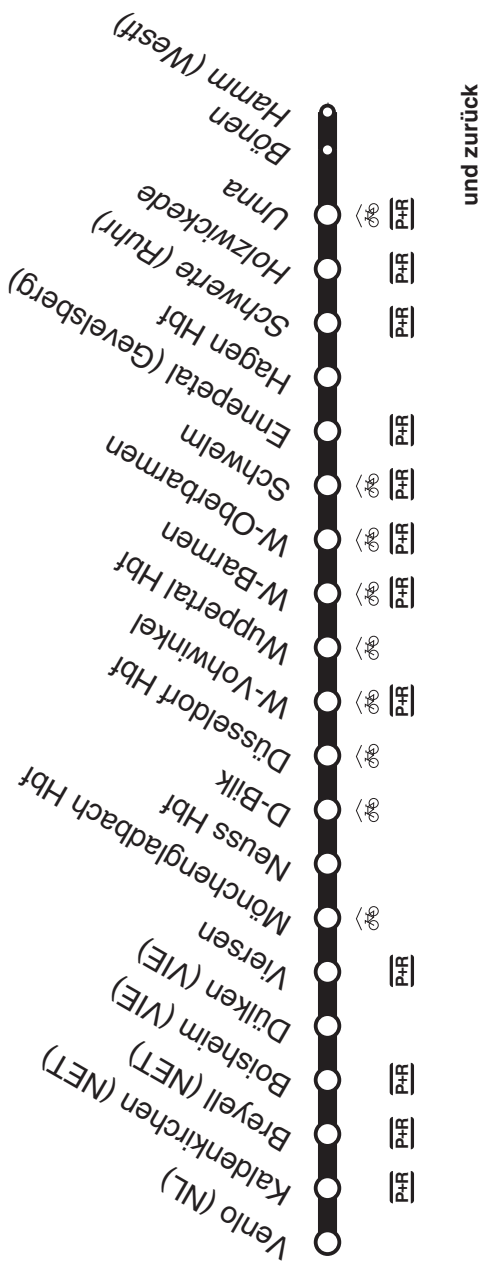 Venlo (NL)
Kaldenkirchen (NET)
P+R
Breyell (NET)
P+R
Boisheim (VIE)
P+R
Dülken (VIE)
Viersen
P+R
Mönchengladbach Hbf
Neuss Hbf
D-Bilk
Düsseldorf Hbf
W-Vohwinkel
P+R
Wuppertal Hbf
W-Barmen
P+R
W-Oberbarmen
P+R
Schwelm
P+R
Ennepetal (Gevelsberg)
P+R
Hagen Hbf
Schwerte (Ruhr)
P+R
Holzwickede
P+R
Unna
P+R
Bönen
Hamm (Westf)
und zurück